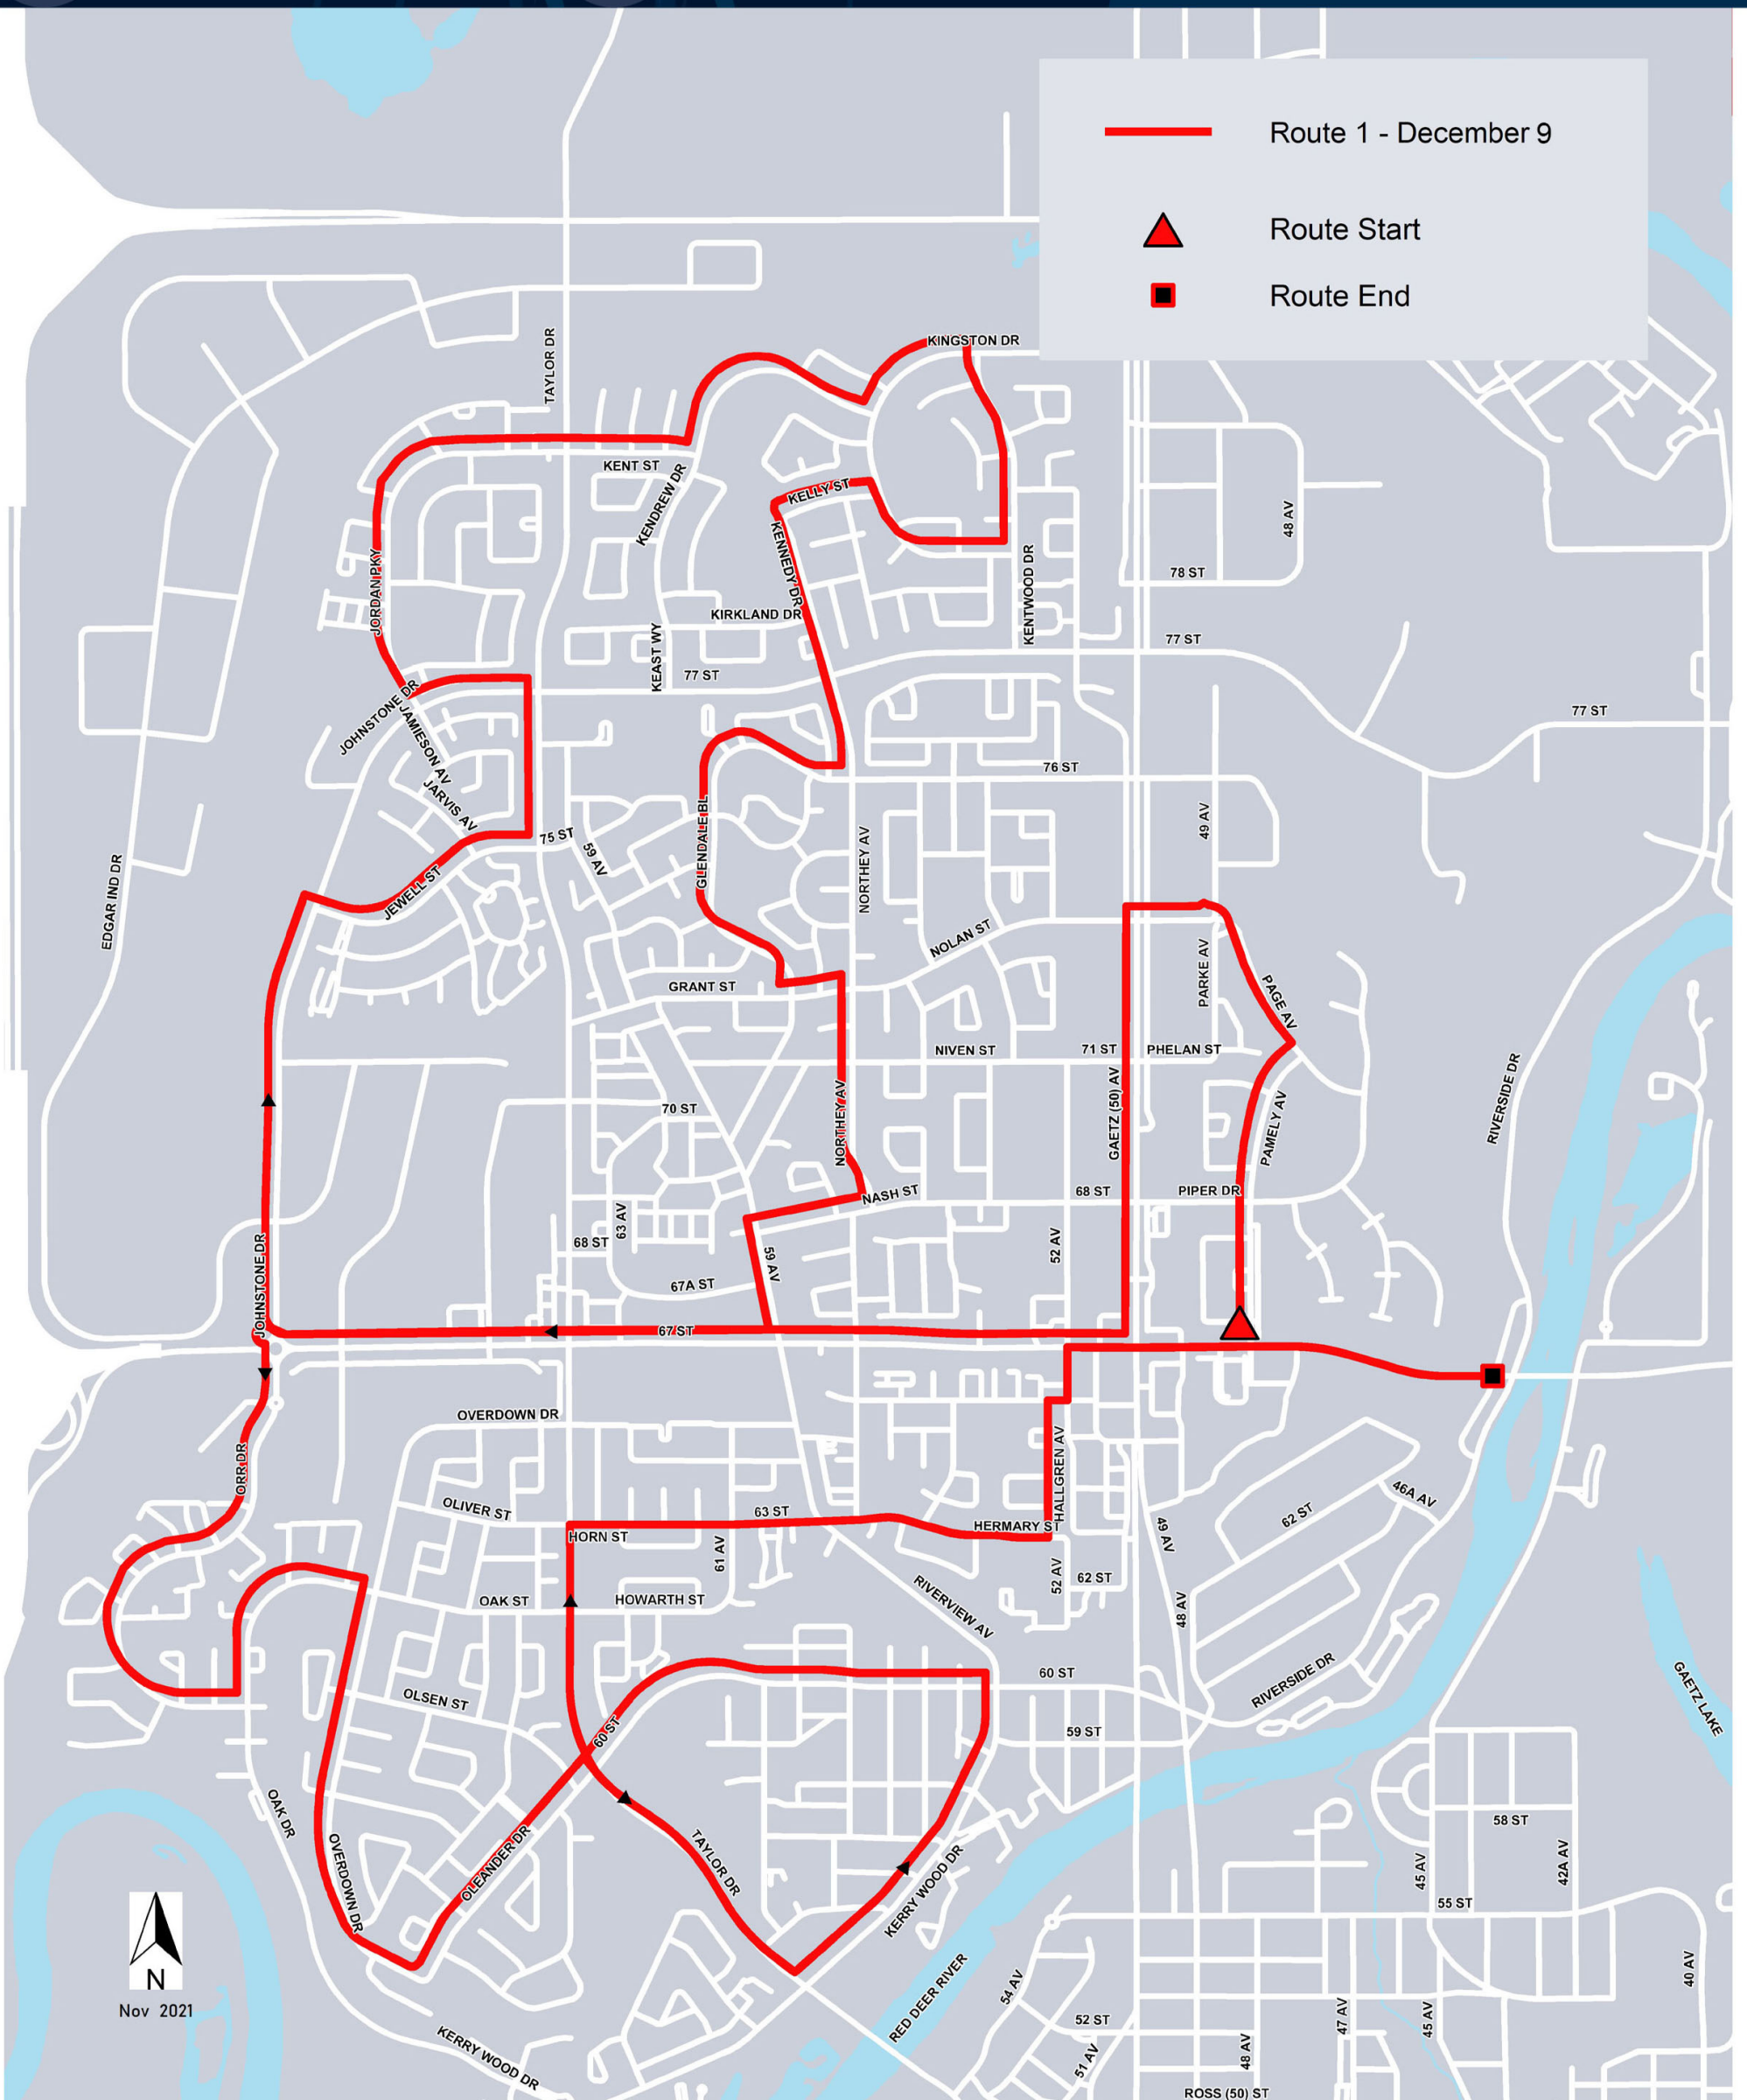 Route 1 - December 9
Route Start
Route End
KINGSTON DR
TAYLOR DR
KENT ST
KENDREW DR
KELLY ST
KENNEDY DR
48 AV
JORDAN PKY
KENTWOOD DR
78 ST
KIRKLAND DR
KEAST WY
77 ST
77 ST
77 ST
JOHNSTONE DR
JAMIESON AV
JARVIS AV
76 ST
75 ST
59 AV
GLENDALE BL
NORTHEY AV
49 AV
EDGAR IND DR
JEWELL ST
NOLAN ST
PARKE AV
PAGE AV
GRANT ST
NIVEN ST
71 ST
PHELAN ST
RIVERSIDE DR
70 ST
NORTHEY AV
GAETZ (50) AV
PAMELY AV
NASH ST
68 ST
PIPER DR
63 AV
68 ST
52 AV
59 AV
67A ST
JOHNSTONE DR
67 ST
OVERDOWN DR
ORR DR
HALLGREN AV
OLIVER ST
63 ST
HERMARY ST
HORN ST
61 AV
49 AV
62 ST
46A AV
52 AV
62 ST
OAK ST
HOWARTH ST
RIVERVIEW AV
48 AV
60 ST
RIVERSIDE DR
GAETZ LAKE
OLSEN ST
60 ST
59 ST
OAK DR
OVERDOWN DR
OLEANDER DR
TAYLOR DR
KERRY WOOD DR
58 ST
45 AV
42A AV
55 ST
N
Nov 2021
RED DEER RIVER
54 AV
40 AV
52 ST
47 AV
45 AV
KERRY WOOD DR
51 AV
48 AV
ROSS (50) ST